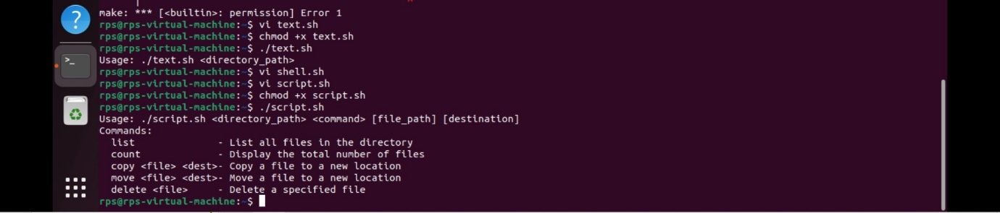 make: *** [<builtin>: permission] Error 1
rps@rps-virtual-machine:~$ vi text.sh
rps@rps-virtual-machine:~$ chmod +x text.sh
rps@rps-virtual-machine:~$ ./text.sh
Usage: ./text.sh <directory_path>
rps@rps-virtual-machine:~$ vi shell.sh
rps@rps-virtual-machine:~$ vi script.sh
rps@rps-virtual-machine:~$ chmod +x script.sh
rps@rps-virtual-machine:~$ ./script.sh
Usage: ./script.sh <directory_path> <command> [file_path] [destination]
Commands:
  list              - List all files in the directory
  count             - Display the total number of files
  copy <file> <dest>- Copy a file to a new location
  move <file> <dest>- Move a file to a new location
  delete <file>     - Delete a specified file
rps@rps-virtual-machine:~$